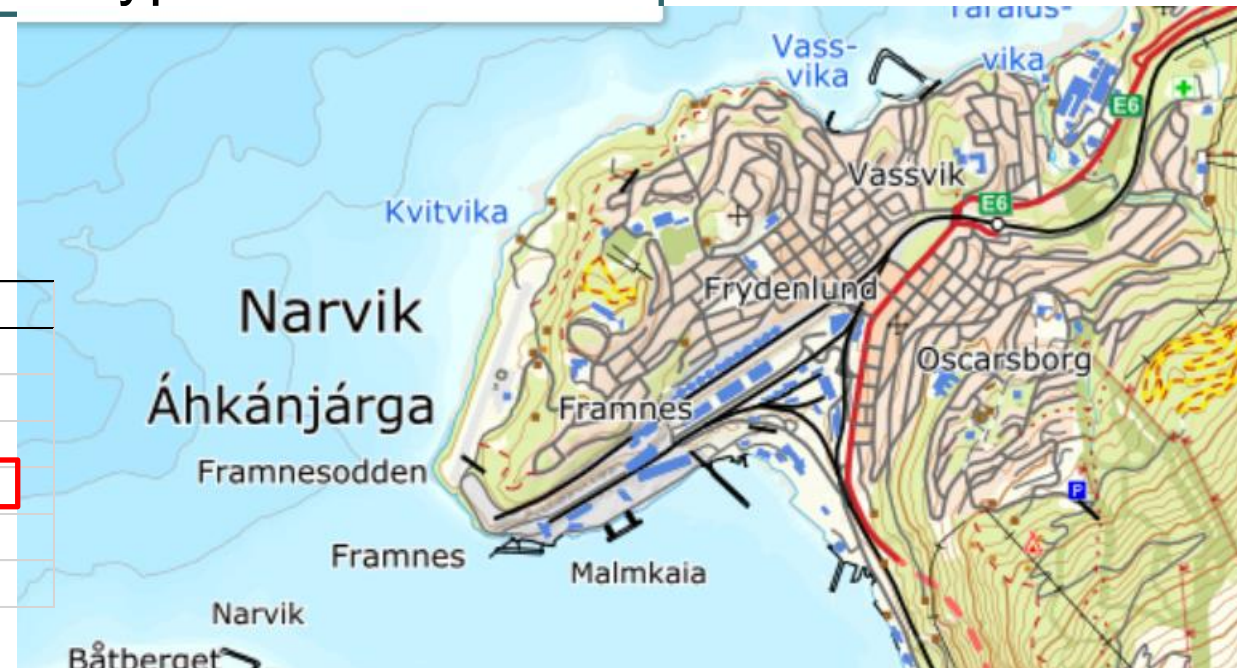 Taralds-
vika
Vass-
vika
E6
Vassvik
E6
Kvitvika
Frydenlund
Narvik
Oscarsborg
Áhkánjárga
Framnes
Framnesodden
P
Framnes
Malmkaia
Narvik
Båtberget